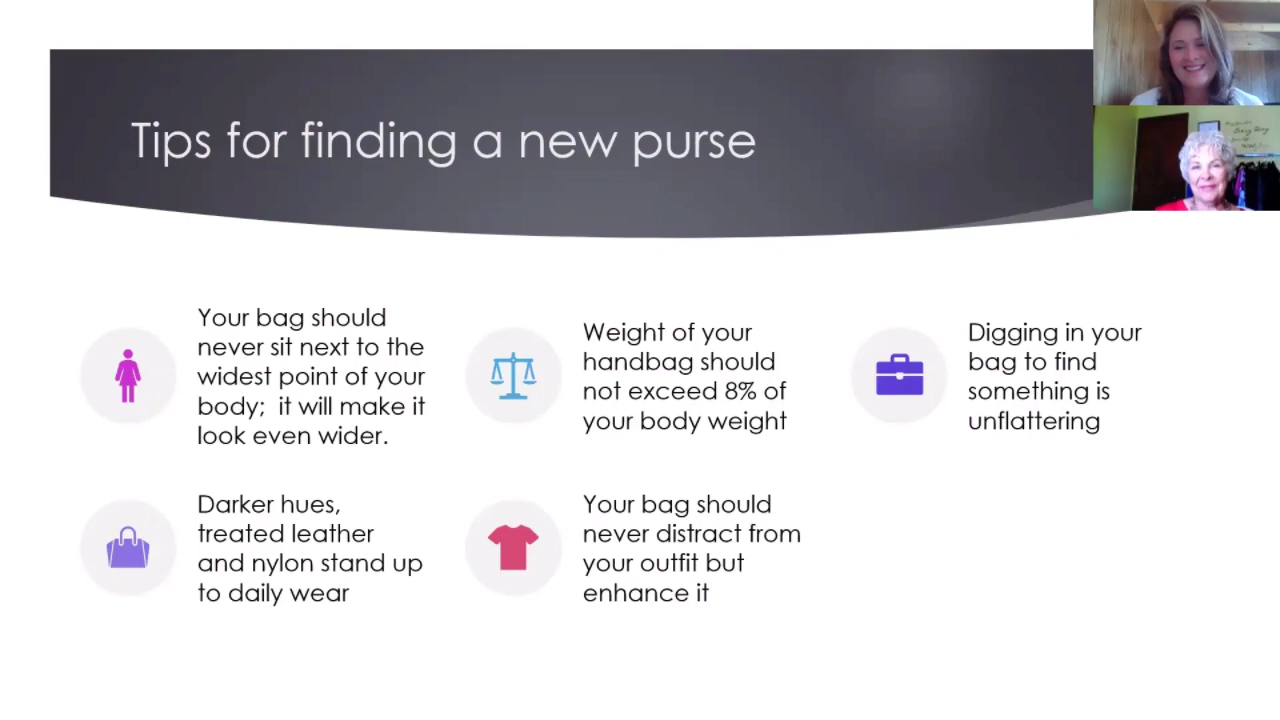 Tips for finding a new purse
Your bag should
never sit next to the
widest point of your
body;  it will make it
look even wider.
Weight of your
handbag should
not exceed 8% of
your body weight
Digging in your
bag to find
something is
unflattering
Darker hues,
treated leather
and nylon stand up
to daily wear
Your bag should
never distract from
your outfit but
enhance it